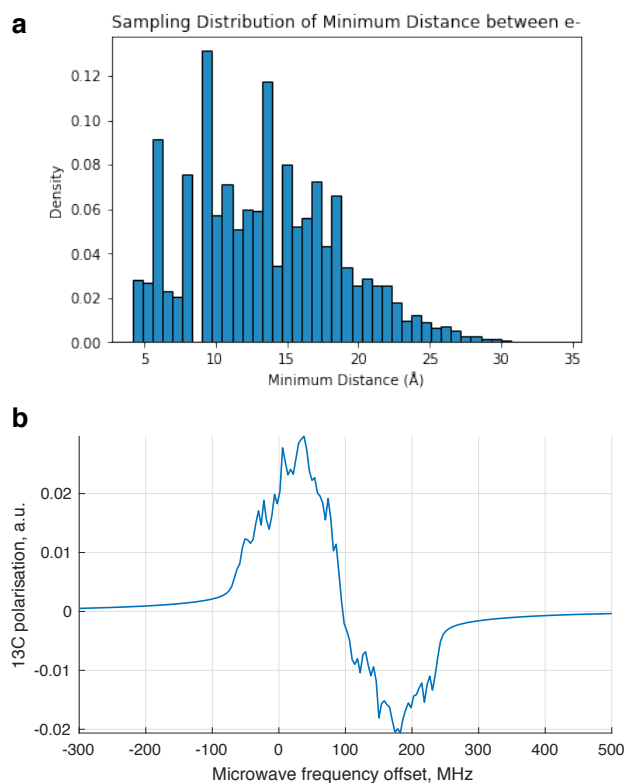 a
Sampling Distribution of Minimum Distance between e-
0.12
0.10
0.08
0.06
0.04
0.02
0.00
Density
5 10 15 20 25 30 35
Minimum Distance (Å)
b
0.02
0.01
0
-0.01
-0.02
13C polarisation, a.u.
-300 -200 -100 0 100 200 300 400 500
Microwave frequency offset, MHz